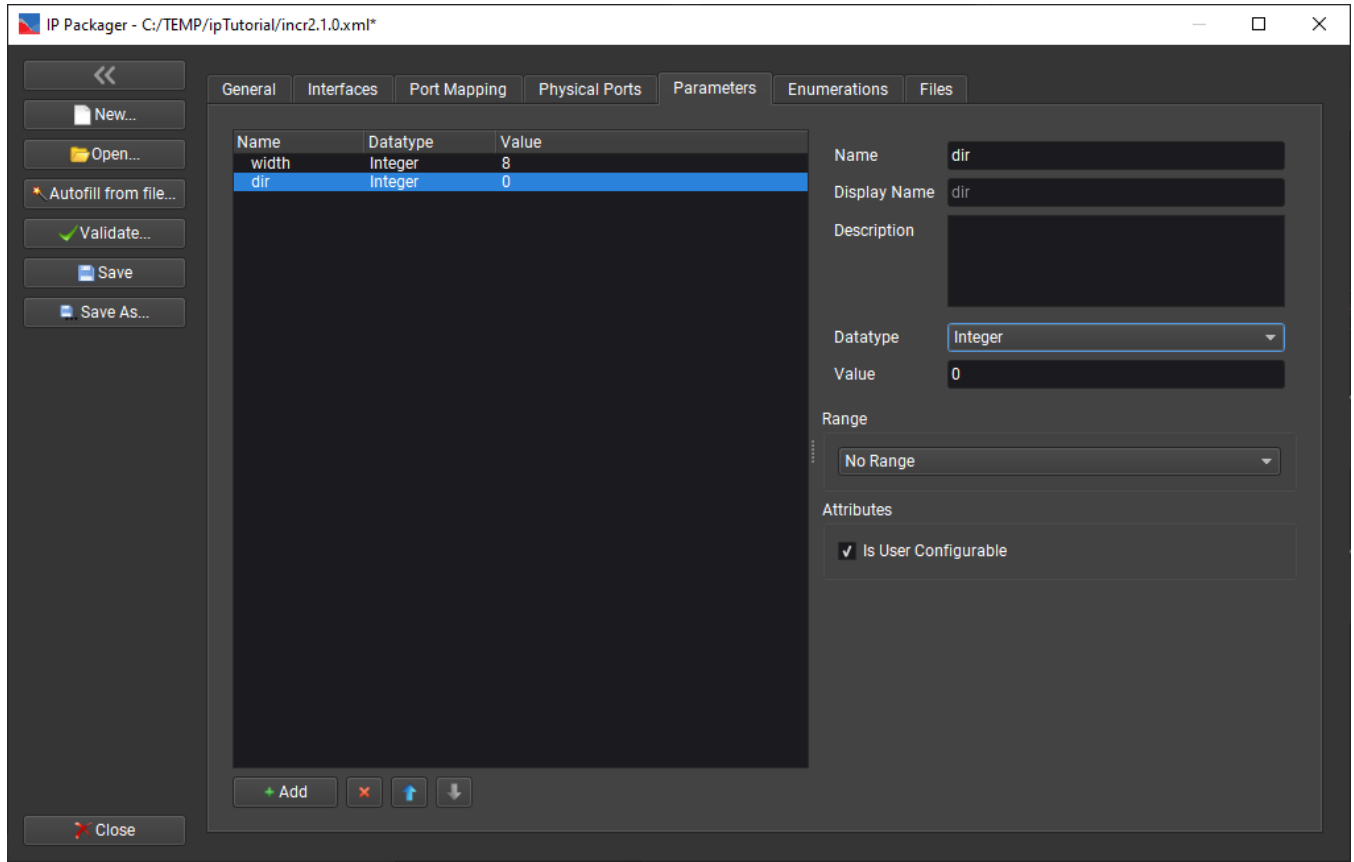 IP Packager - C:/TEMP/ipTutorial/incr2.1.0.xml*
New...
Open...
Autofill from file...
Validate...
Save
Save As...
Close
General Interfaces Port Mapping Physical Ports Parameters Enumerations Files
Name Datatype Value
width Integer 8
dir Integer 0
+ Add
Name dir
Display Name dir
Description
Datatype Integer
Value 0
Range
No Range
Attributes
Is User Configurable